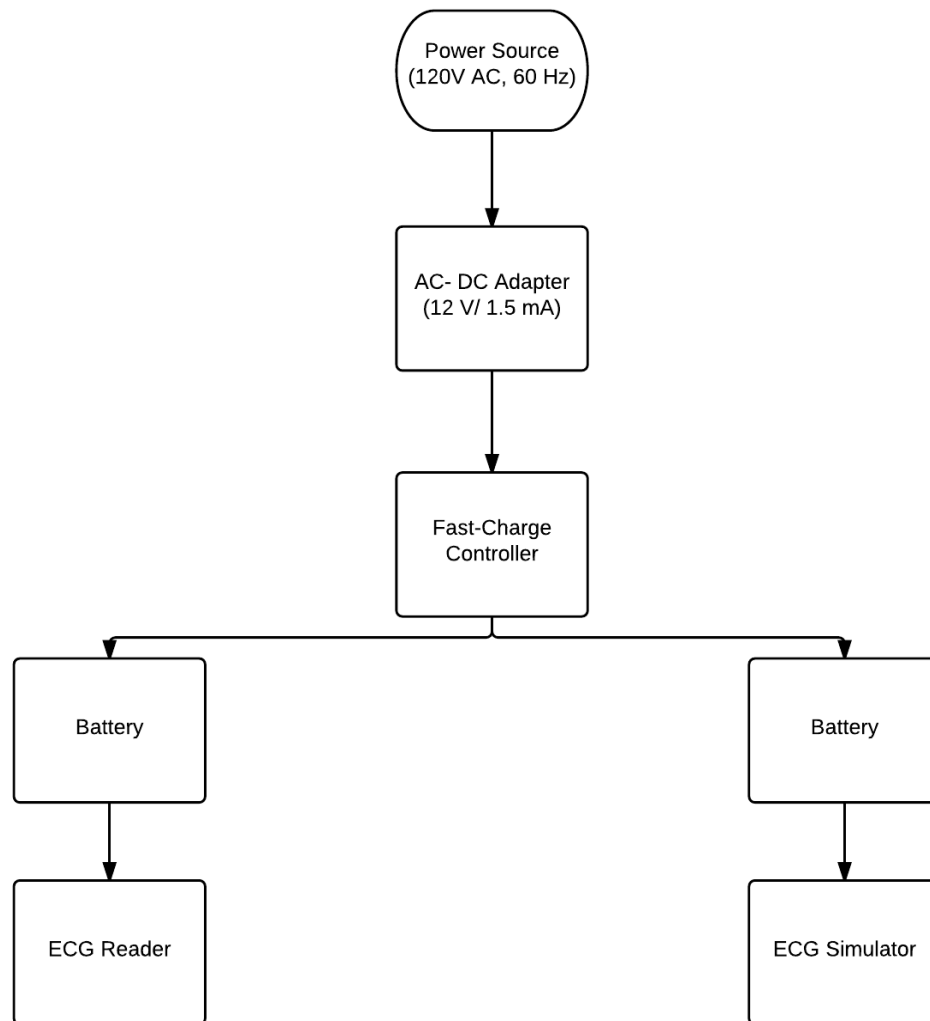 Power Source
(120V AC, 60 Hz)
AC- DC Adapter
(12 V/ 1.5 mA)
Fast-Charge
Controller
Battery
Battery
ECG Reader
ECG Simulator